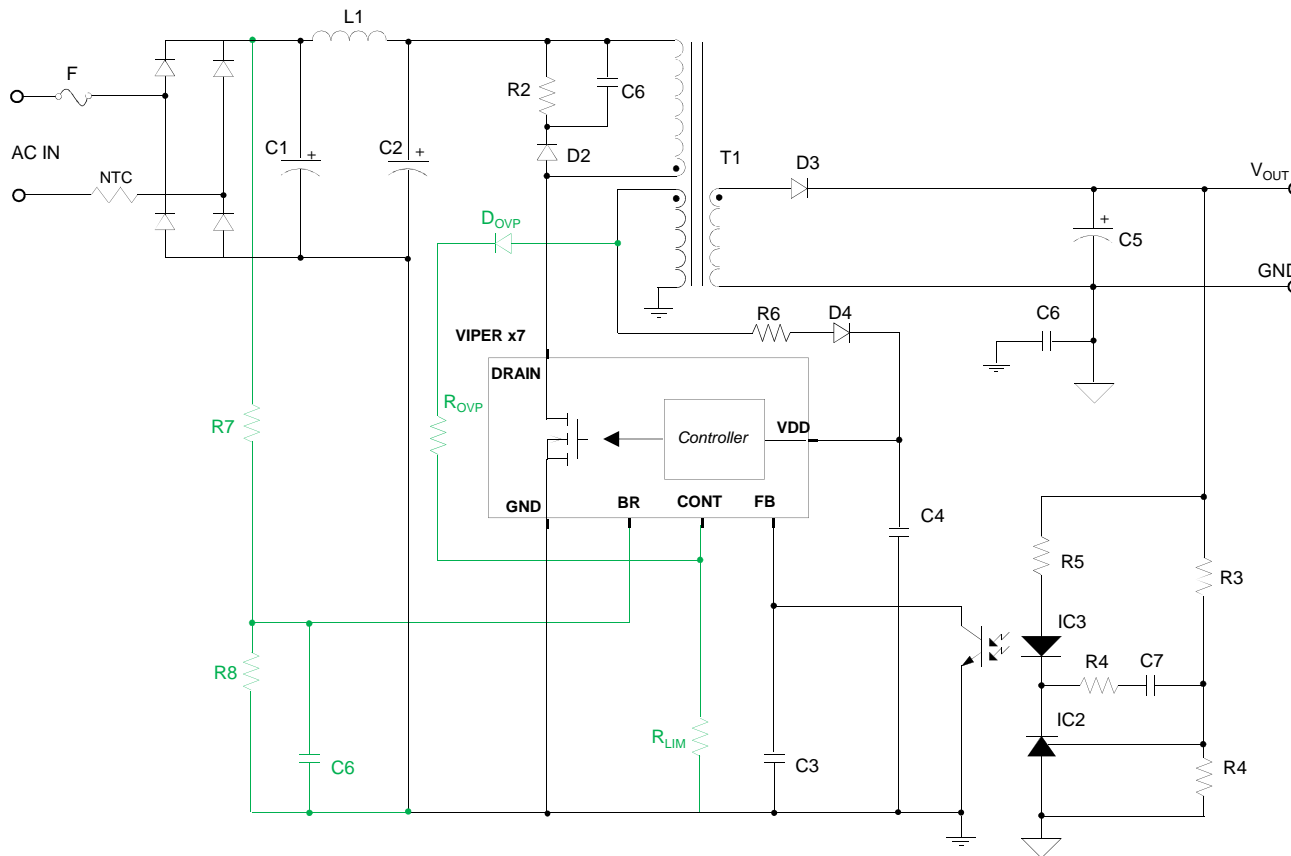 L1
F
R2
C6
AC IN
C1
+
C2
+
D2
T1
D3
NTC
VOUT
DOVP
+
C5
GND
R6
D4
C6
VIPER x7
DRAIN
ROVP
R7
Controller
VDD
GND
BR
CONT
FB
C4
R5
R3
IC3
R8
R4
C7
IC2
RLIM
C6
C3
R4